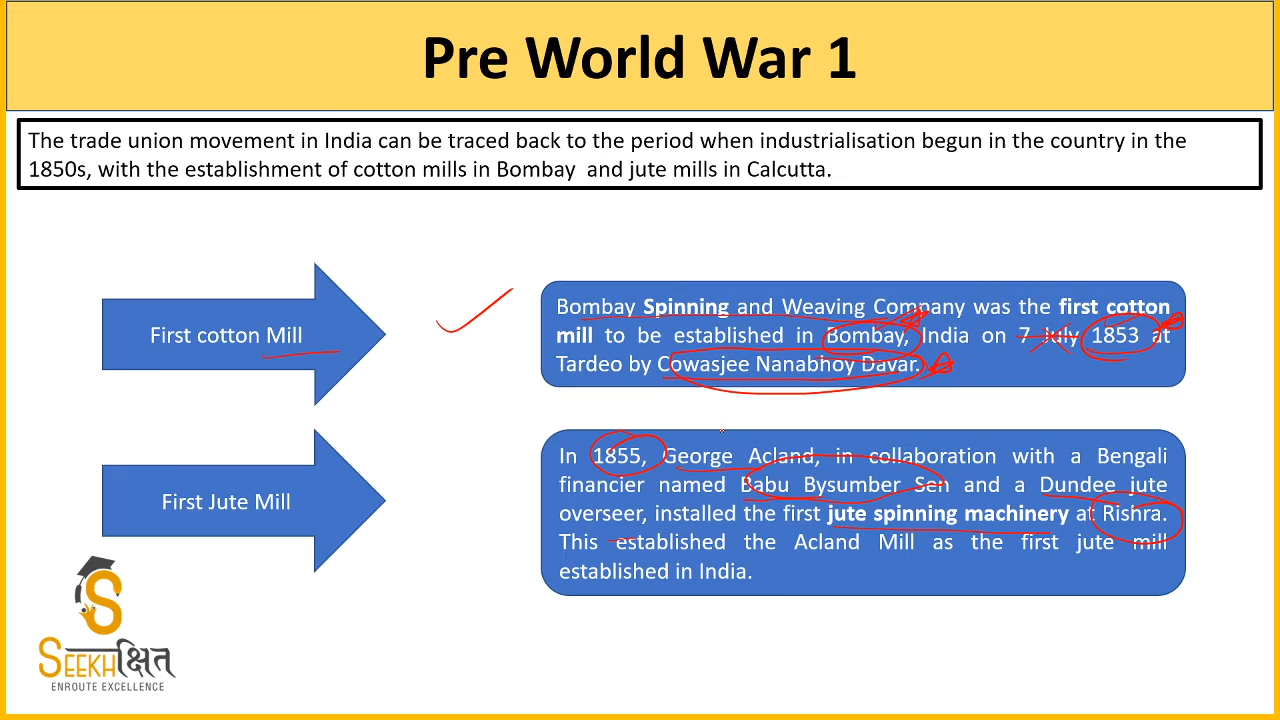 Pre World War 1
The trade union movement in India can be traced back to the period when industrialisation begun in the country in the
1850s, with the establishment of cotton mills in Bombay and jute mills in Calcutta.
First cotton Mill
Bombay Spinning and Weaving Company was the first cotton
mill to be established in Bombay, India on 7 July 1853 at
Tardeo by Cowasjee Nanabhoy Davar.
First Jute Mill
In 1855, George Acland, in collaboration with a Bengali
financier named Babu Bysumber Sen and a Dundee jute
overseer, installed the first jute spinning machinery at Rishra.
This established the Acland Mill as the first jute mill
established in India.
SEEKHक्षित
ENROUTE EXCELLENCE